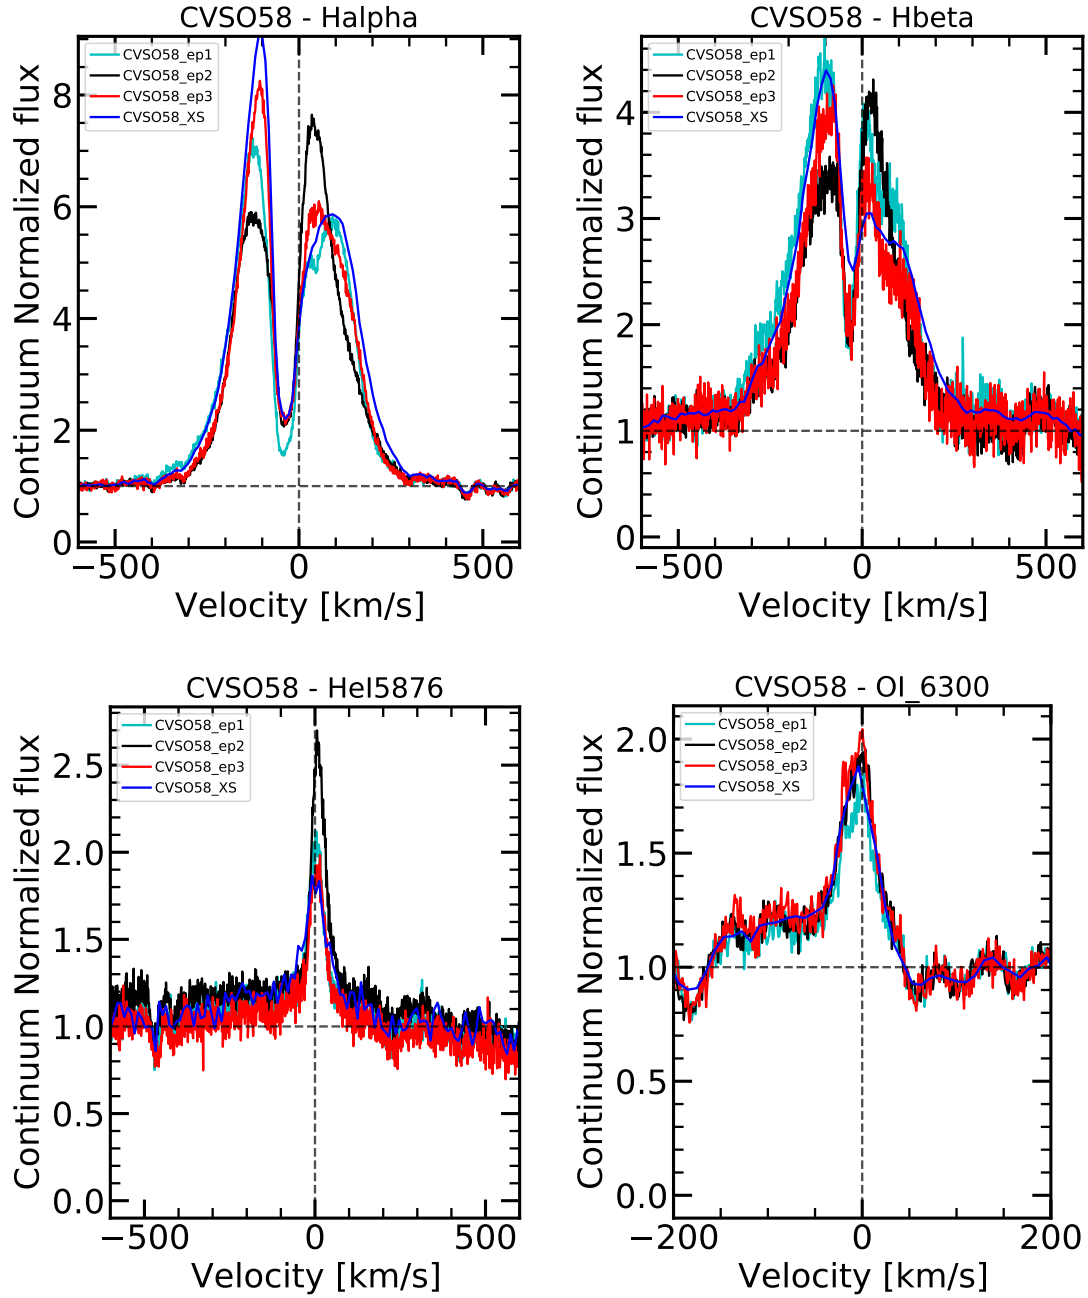 CVSO58 - Halpha
CVSO58_ep1
CVSO58_ep2
CVSO58_ep3
CVSO58_XS
Continuum Normalized flux
8
6
4
2
0
−500
0
500
Velocity [km/s]
CVSO58 - Hbeta
CVSO58_ep1
CVSO58_ep2
CVSO58_ep3
CVSO58_XS
Continuum Normalized flux
4
3
2
1
0
−500
0
500
Velocity [km/s]
CVSO58 - HeI5876
CVSO58_ep1
CVSO58_ep2
CVSO58_ep3
CVSO58_XS
Continuum Normalized flux
2.5
2.0
1.5
1.0
0.5
0.0
−500
0
500
Velocity [km/s]
CVSO58 - OI_6300
CVSO58_ep1
CVSO58_ep2
CVSO58_ep3
CVSO58_XS
Continuum Normalized flux
2.0
1.5
1.0
0.5
0.0
−200
0
200
Velocity [km/s]